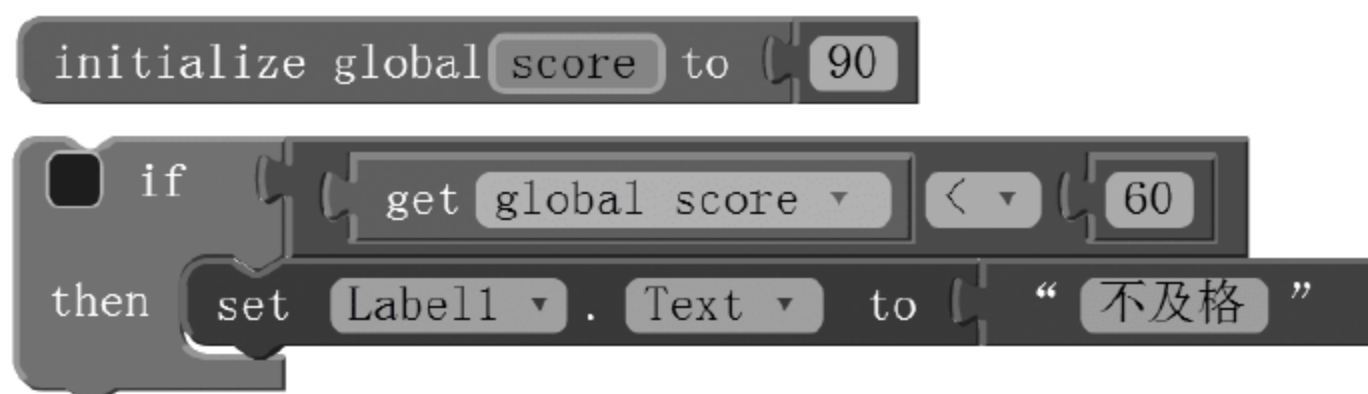 initialize global score to 90
if get global score < 60
then set Label1 . Text to “ 不及格 ”